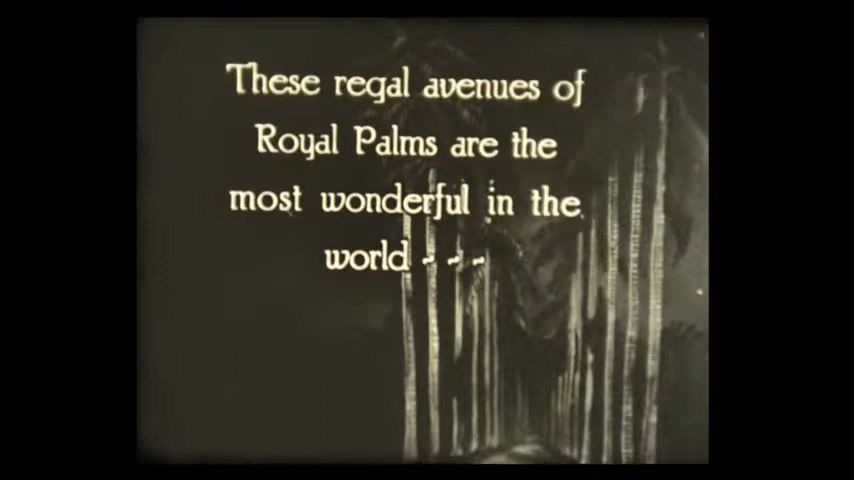 These regal avenues of
Royal Palms are the
most wonderful in the
world - - -